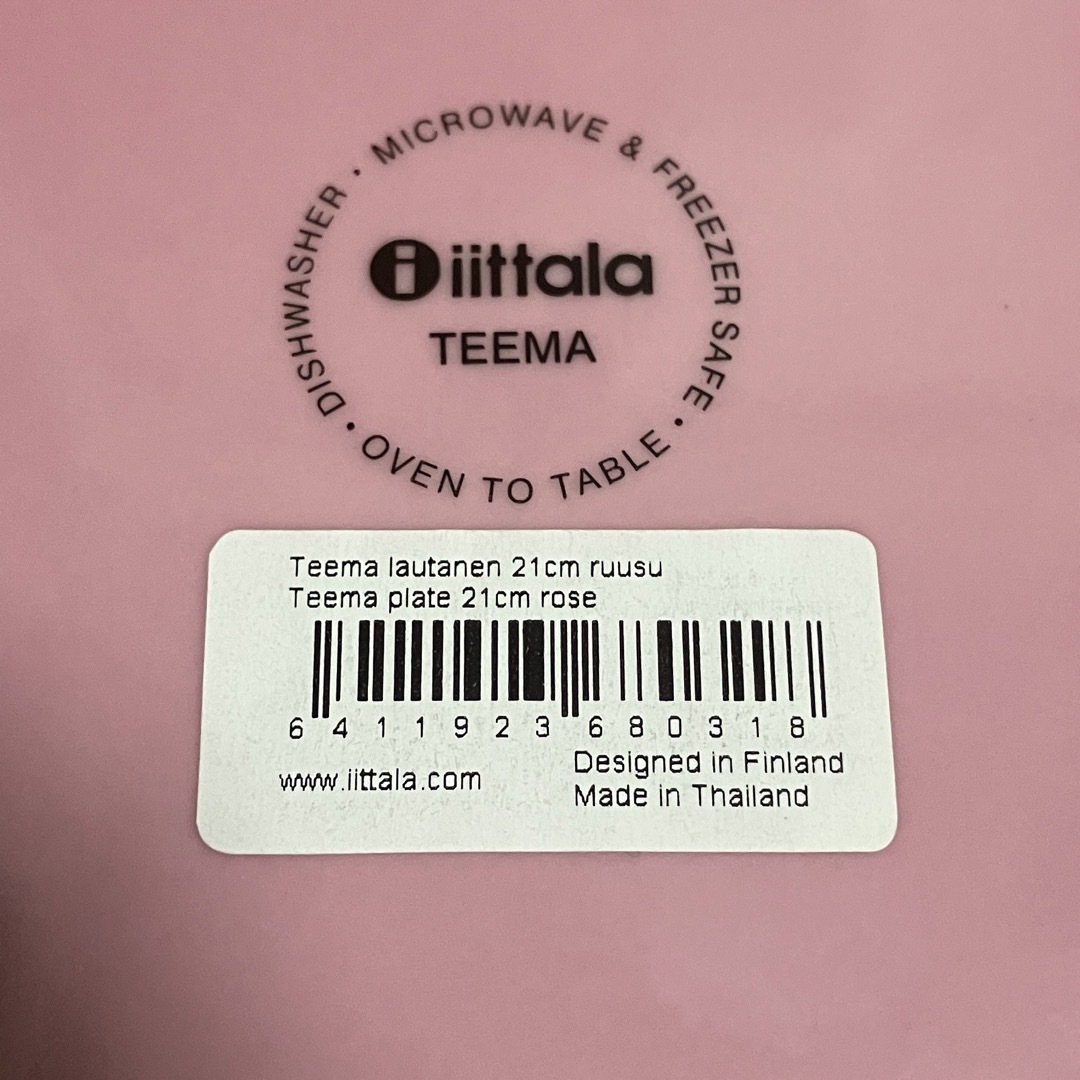 DISHWASHER · MICROWAVE & FREEZER SAFE · OVEN TO TABLE ·
iittala
TEEMA
Teema lautanen 21cm ruusu
Teema plate 21cm rose
6 411923 680318
www.iittala.com
Designed in Finland
Made in Thailand